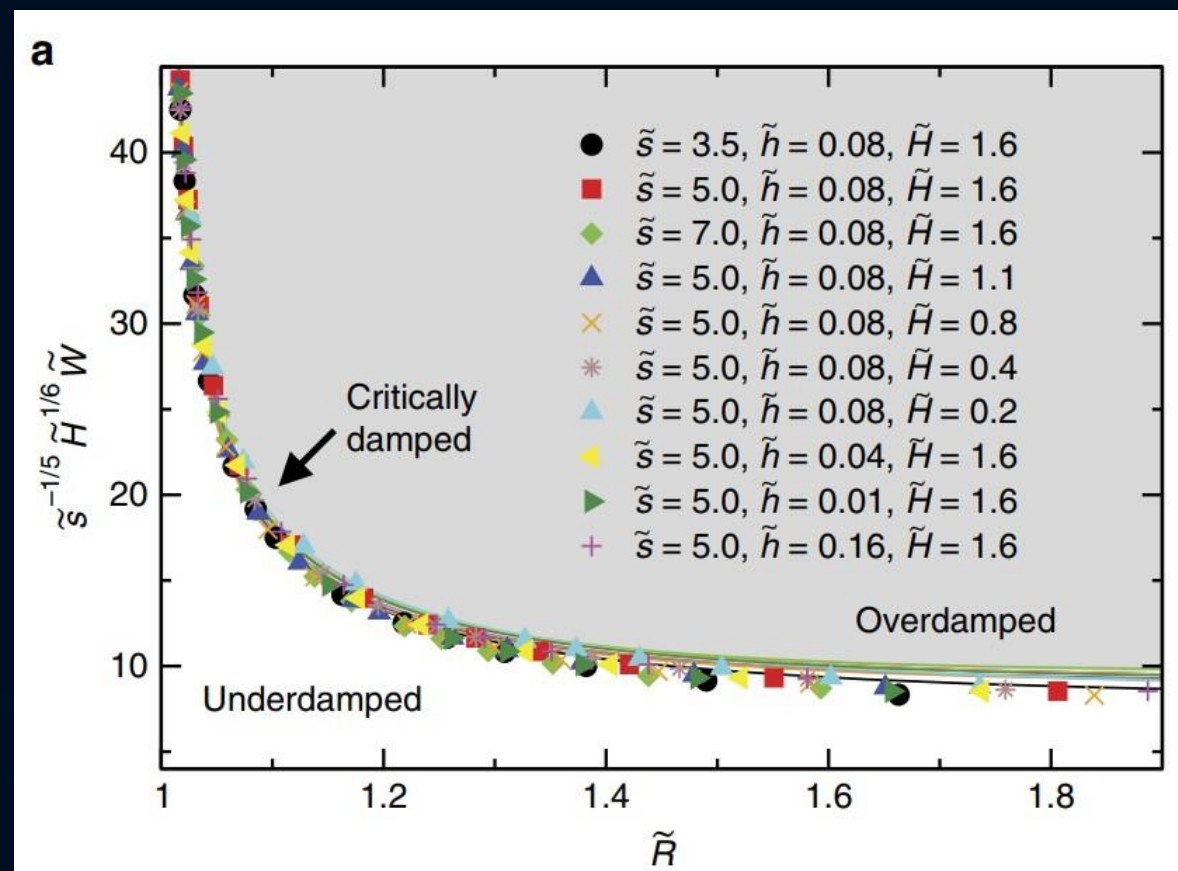 a
40
30
20
10
s̃⁻¹ᐟ⁵ H̃¹ᐟ⁶ W̃
s̃ = 3.5, h̃ = 0.08, H̃ = 1.6
s̃ = 5.0, h̃ = 0.08, H̃ = 1.6
s̃ = 7.0, h̃ = 0.08, H̃ = 1.6
s̃ = 5.0, h̃ = 0.08, H̃ = 1.1
s̃ = 5.0, h̃ = 0.08, H̃ = 0.8
s̃ = 5.0, h̃ = 0.08, H̃ = 0.4
s̃ = 5.0, h̃ = 0.08, H̃ = 0.2
s̃ = 5.0, h̃ = 0.04, H̃ = 1.6
s̃ = 5.0, h̃ = 0.01, H̃ = 1.6
s̃ = 5.0, h̃ = 0.16, H̃ = 1.6
Critically
damped
Overdamped
Underdamped
1 1.2 1.4 1.6 1.8
R̃